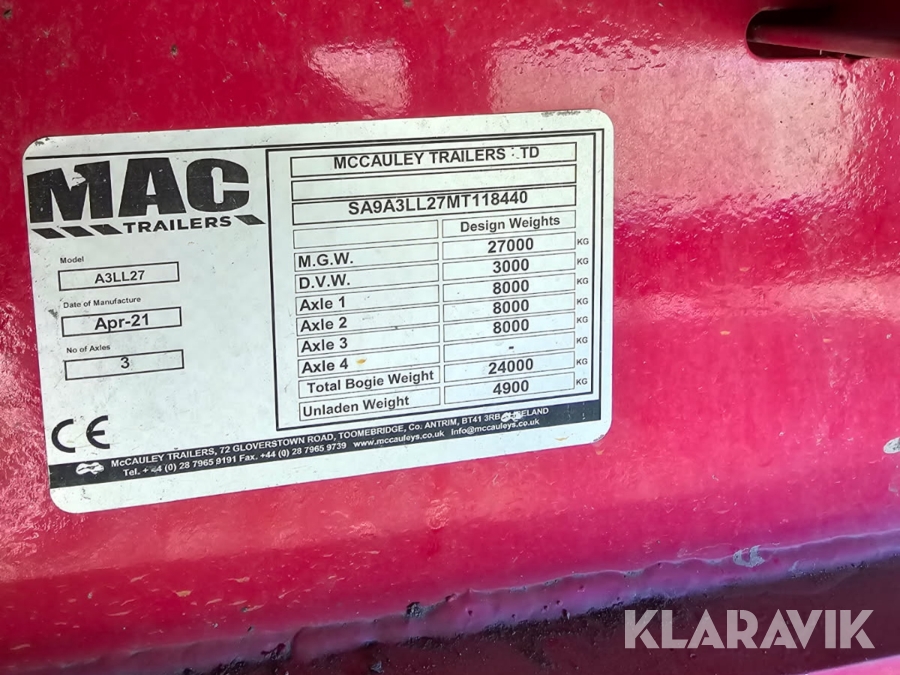 MAC
TRAILERS
Model
A3LL27
Date of Manufacture
Apr-21
No of Axles
3
CE
MCCAULEY TRAILERS LTD
SA9A3LL27MT118440
Design Weights
M.G.W. 27000 KG
D.V.W. 3000 KG
Axle 1 8000 KG
Axle 2 8000 KG
Axle 3 8000 KG
Axle 4 -
Total Bogie Weight 24000 KG
Unladen Weight 4900 KG
McCAULEY TRAILERS, 72 GLOVERSTOWN ROAD, TOOMEBRIDGE, Co. ANTRIM, BT41 3RB
Tel. + 44 (0) 28 7965 9191 Fax. +44 (0) 28 7965 9739 www.mccauleys.co.uk Info@mccauleys.co.uk
KLARAVIK